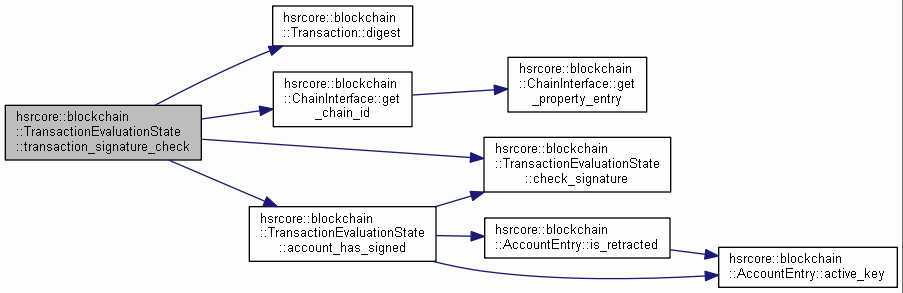 hsrcore::blockchain
::Transaction::digest
hsrcore::blockchain
::ChainInterface::get
_chain_id
hsrcore::blockchain
::ChainInterface::get
_property_entry
hsrcore::blockchain
::TransactionEvaluationState
::transaction_signature_check
hsrcore::blockchain
::TransactionEvaluationState
::check_signature
hsrcore::blockchain
::TransactionEvaluationState
::account_has_signed
hsrcore::blockchain
::AccountEntry::is_retracted
hsrcore::blockchain
::AccountEntry::active_key